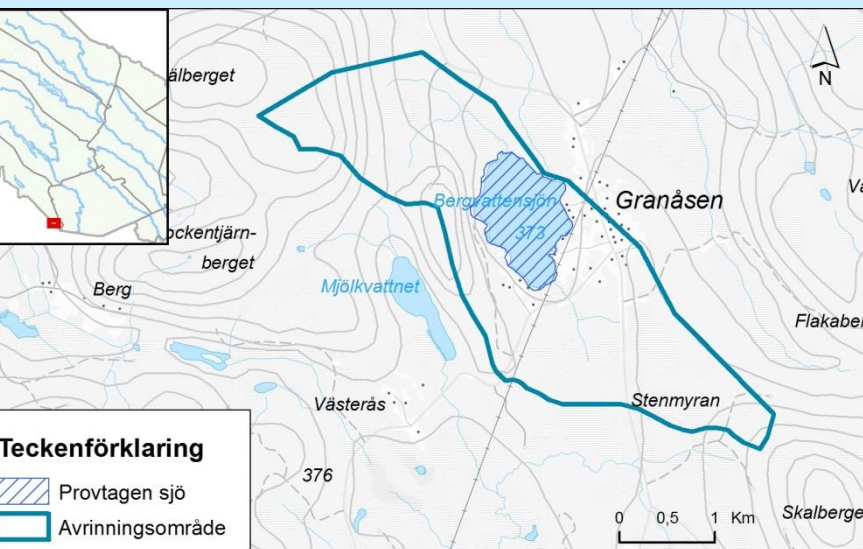 älberget
N
Bergvattensjön
373
Granåsen
ockentjärn-
berget
Mjölkvattnet
Berg
Flakaber
Västerås
Stenmyran
376
Skalberge
Teckenförklaring
Provtagen sjö
Avrinningsområde
0 0,5 1 Km